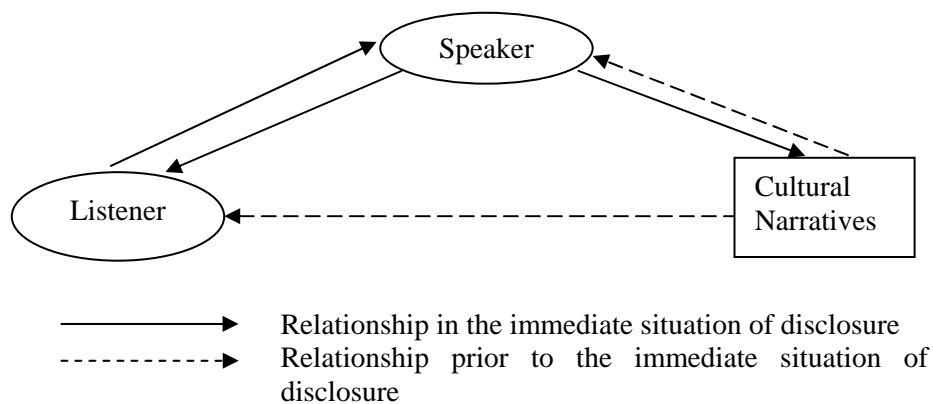 Speaker
Listener
Cultural
Narratives
Relationship in the immediate situation of disclosure
Relationship prior to the immediate situation of
disclosure